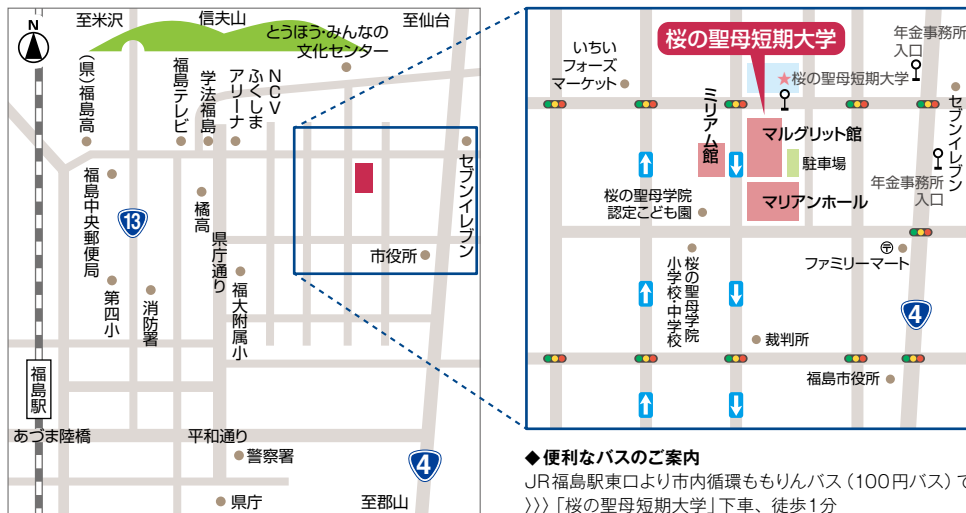 至米沢
信夫山
至仙台
とうほう・みんなの
文化センター
N
(県)福島高
福島テレビ
学法福島
NCV
ふくしま
アリーナ
セブンイレブン
福島中央郵便局
13
橘高
県庁通り
市役所
第四小
消防署
福大附属小
福島駅
あづま陸橋
平和通り
警察署
4
県庁
至郡山
桜の聖母短期大学
年金事務所
入口
いちい
フォーズ
マーケット
★桜の聖母短期大学
セブンイレブン
ミリアム館
マルグリット館
駐車場
年金事務所
入口
桜の聖母学院
認定こども園
マリアンホール
〒
ファミリーマート
桜の聖母学院
小学校・中学校
4
裁判所
福島市役所
◆便利なバスのご案内
JR福島駅東口より市内循環ももりんバス(100円バス)で
〉〉〉「桜の聖母短期大学」下車、徒歩1分